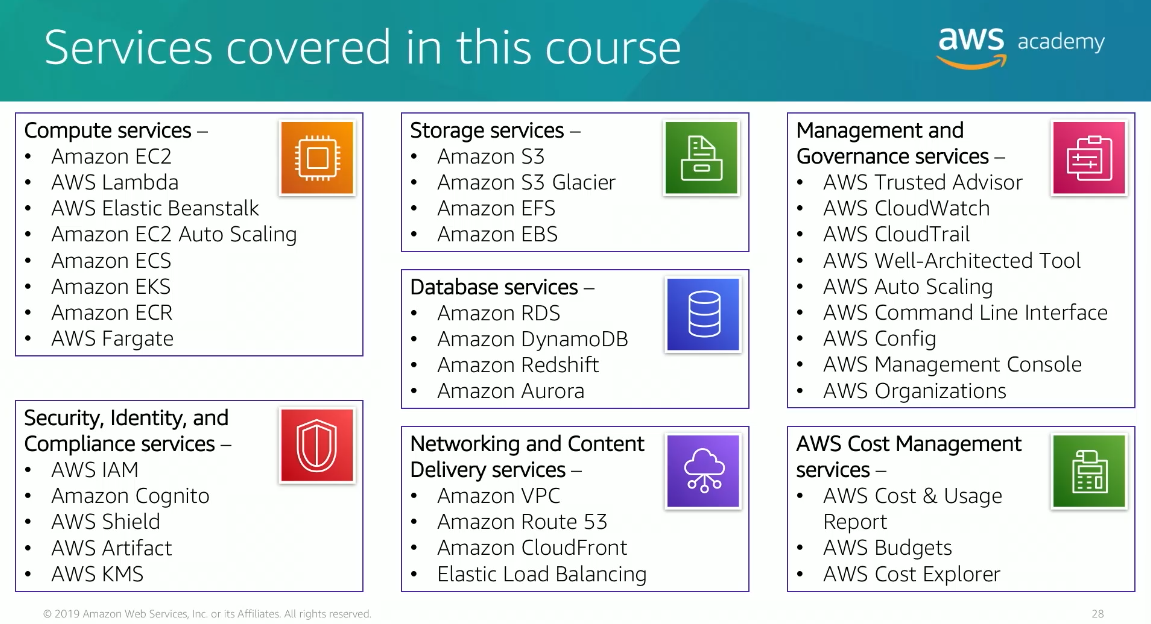 Services covered in this course
aws academy
Compute services –
• Amazon EC2
• AWS Lambda
• AWS Elastic Beanstalk
• Amazon EC2 Auto Scaling
• Amazon ECS
• Amazon EKS
• Amazon ECR
• AWS Fargate
Security, Identity, and
Compliance services –
• AWS IAM
• Amazon Cognito
• AWS Shield
• AWS Artifact
• AWS KMS
Storage services –
• Amazon S3
• Amazon S3 Glacier
• Amazon EFS
• Amazon EBS
Database services –
• Amazon RDS
• Amazon DynamoDB
• Amazon Redshift
• Amazon Aurora
Networking and Content
Delivery services –
• Amazon VPC
• Amazon Route 53
• Amazon CloudFront
• Elastic Load Balancing
Management and
Governance services –
• AWS Trusted Advisor
• AWS CloudWatch
• AWS CloudTrail
• AWS Well-Architected Tool
• AWS Auto Scaling
• AWS Command Line Interface
• AWS Config
• AWS Management Console
• AWS Organizations
AWS Cost Management
services –
• AWS Cost & Usage
Report
• AWS Budgets
• AWS Cost Explorer
© 2019 Amazon Web Services, Inc. or its Affiliates. All rights reserved.
28